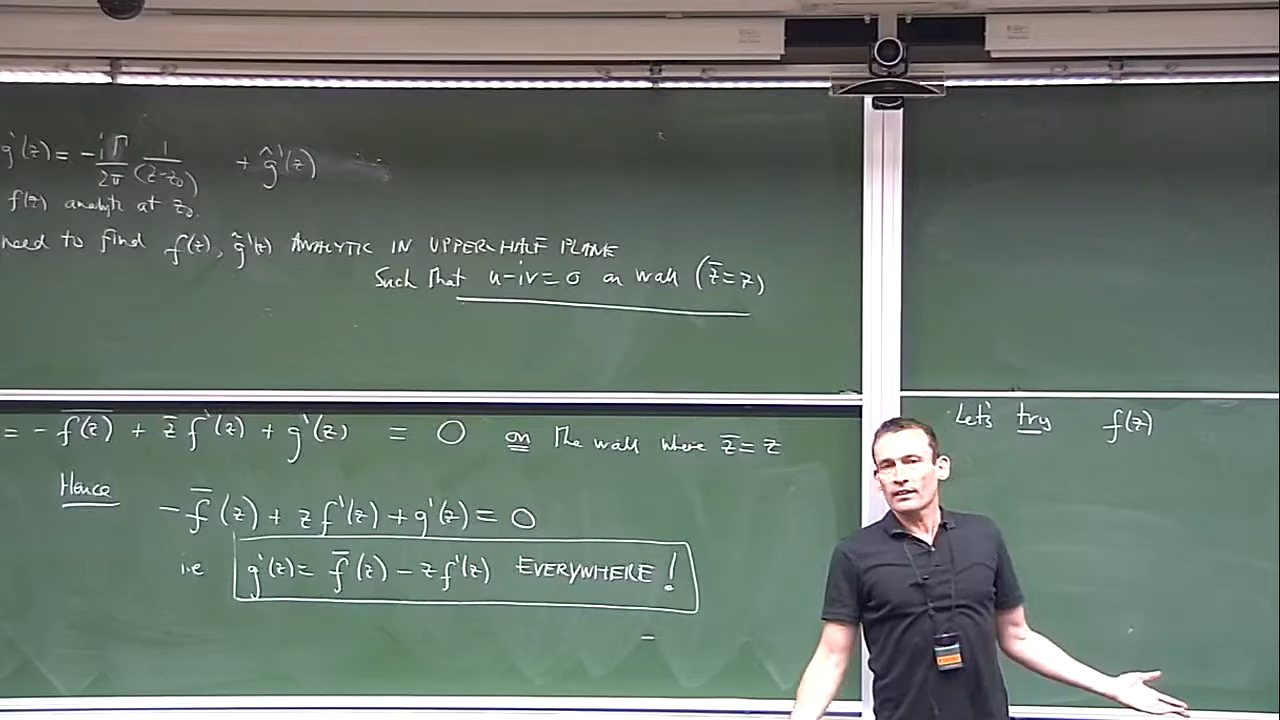 g'(z) = -iΓ/2π 1/(z-z₀) + ĝ'(z)
f(z) analytic at z₀.
need to find f(z), ĝ'(z) ANALYTIC IN UPPER HALF PLANE
Such that u-iv=0 on wall (z̅=z)
= - \overline{f(z)} + z̅ f'(z) + g'(z) = 0 on the wall where z̅ = z
Hence
- f̅(z) + z f'(z) + g'(z) = 0
i.e g'(z) = f̅(z) - z f'(z) EVERYWHERE!
Let's try f(z)